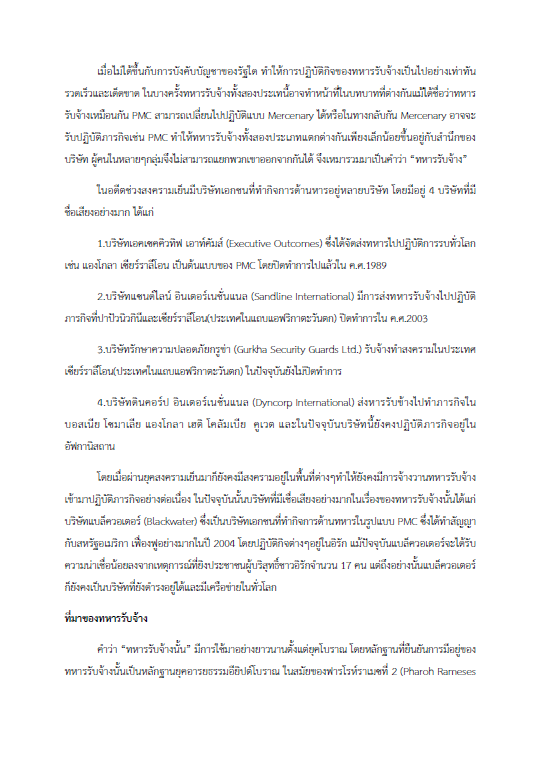 เมื่อไม่ได้ขึ้นกับการบังคับบัญชาของรัฐใด ทำให้การปฏิบัติกิจของทหารรับจ้างเป็นไปอย่างเท่าทัน
รวดเร็วและเด็ดขาด ในบางครั้งทหารรับจ้างทั้งสองประเทนี้อาจทำหน้าที่ในบทบาทที่ต่างกันแม้ได้ชื่อว่าทหาร
รับจ้างเหมือนกัน PMC สามารถเปลี่ยนไปปฏิบัติแบบ Mercenary ได้หรือในทางกลับกัน Mercenary อาจจะ
รับปฏิบัติภารกิจเช่น PMC ทำให้ทหารรับจ้างทั้งสองประเภทแตกต่างกันเพียงเล็กน้อยขึ้นอยู่กับสำนึกของ
บริษัท ผู้คนในหลายๆกลุ่มจึงไม่สามารถแยกพวกเขาออกจากกันได้ จึงเหมารวมมาเป็นคำว่า “ทหารรับจ้าง”
ในอดีตช่วงสงครามเย็นมีบริษัทเอกชนที่ทำกิจการด้านหารอยู่หลายบริษัท โดยมีอยู่ 4 บริษัทที่มี
ชื่อเสียงอย่างมาก ได้แก่
1.บริษัทเอคเซคคิวทิฟ เอาท์คัมส์ (Executive Outcomes) ซึ่งได้จัดส่งทหารไปปฏิบัติการรบทั่วโลก
เช่น แองโกลา เซียร์ราลีโอน เป็นต้นแบบของ PMC โดยปิดทำการไปแล้วใน ค.ศ.1989
2.บริษัทแซนด์ไลน์ อินเตอร์เนชั่นแนล (Sandline International) มีการส่งทหารรับจ้างไปปฏิบัติ
ภารกิจที่ปาปัวนิวกินีและเซียร์ราลีโอน(ประเทศในแถบแอฟริกาตะวันตก) ปิดทำการใน ค.ศ.2003
3.บริษัทรักษาความปลอดภัยกรูข่า (Gurkha Security Guards Ltd.) รับจ้างทำสงครามในประเทศ
เซียร์ราลีโอน(ประเทศในแถบแอฟริกาตะวันตก) ในปัจจุบันยังไม่ปิดทำการ
4.บริษัทดินคอร์ป อินเตอร์เนชั่นแนล (Dyncorp International) ส่งหารรับข้างไปทำภารกิจใน
บอสเนีย โซมาเลีย แองโกลา เฮติ โคลัมเบีย คูเวต และในปัจจุบันบริษัทนี้ยังคงปฏิบัติภารกิจอยู่ใน
อัฟกานิสถาน
โดยเมื่อผ่านยุคสงครามเย็นมาก็ยังคงมีสงครามอยู่ในพื้นที่ต่างๆทำให้ยังคงมีการจ้างวานทหารรับจ้าง
เข้ามาปฏิบัติภารกิจอย่างต่อเนื่อง ในปัจจุบันนั้นบริษัทที่มีเชื่อเสียงอย่างมากในเรื่องของทหารรับจ้างนั้นได้แก่
บริษัทแบล็ควอเตอร์ (Blackwater) ซึ่งเป็นบริษัทเอกชนที่ทำกิจการด้านทหารในรูปแบบ PMC ซึ่งได้ทำสัญญา
กับสหรัฐอเมริกา เฟื่องฟูอย่างมากในปี 2004 โดยปฏิบัติกิจต่างๆอยู่ในอิรัก แม้ปัจจุบันแบล็ควอเตอร์จะได้รับ
ความน่าเชื่อน้อยลงจากเหตุการณ์ที่ยิงประชาชนผู้บริสุทธิ์ชาวอิรักจำนวน 17 คน แต่ถึงอย่างนั้นแบล็ควอเตอร์
ก็ยังคงเป็นบริษัทที่ยังดำรงอยู่ได้และมีเครือข่ายในทั่วโลก
ที่มาของทหารรับจ้าง
คำว่า “ทหารรับจ้างนั้น” มีการใช้มาอย่างยาวนานตั้งแต่ยุคโบราณ โดยหลักฐานที่ยืนยันการมีอยู่ของ
ทหารรับจ้างนั้นเป็นหลักฐานยุคอารยธรรมอียิปต์โบราณ ในสมัยของฟาร์โรห์ราเมซที่ 2 (Pharoh Rameses